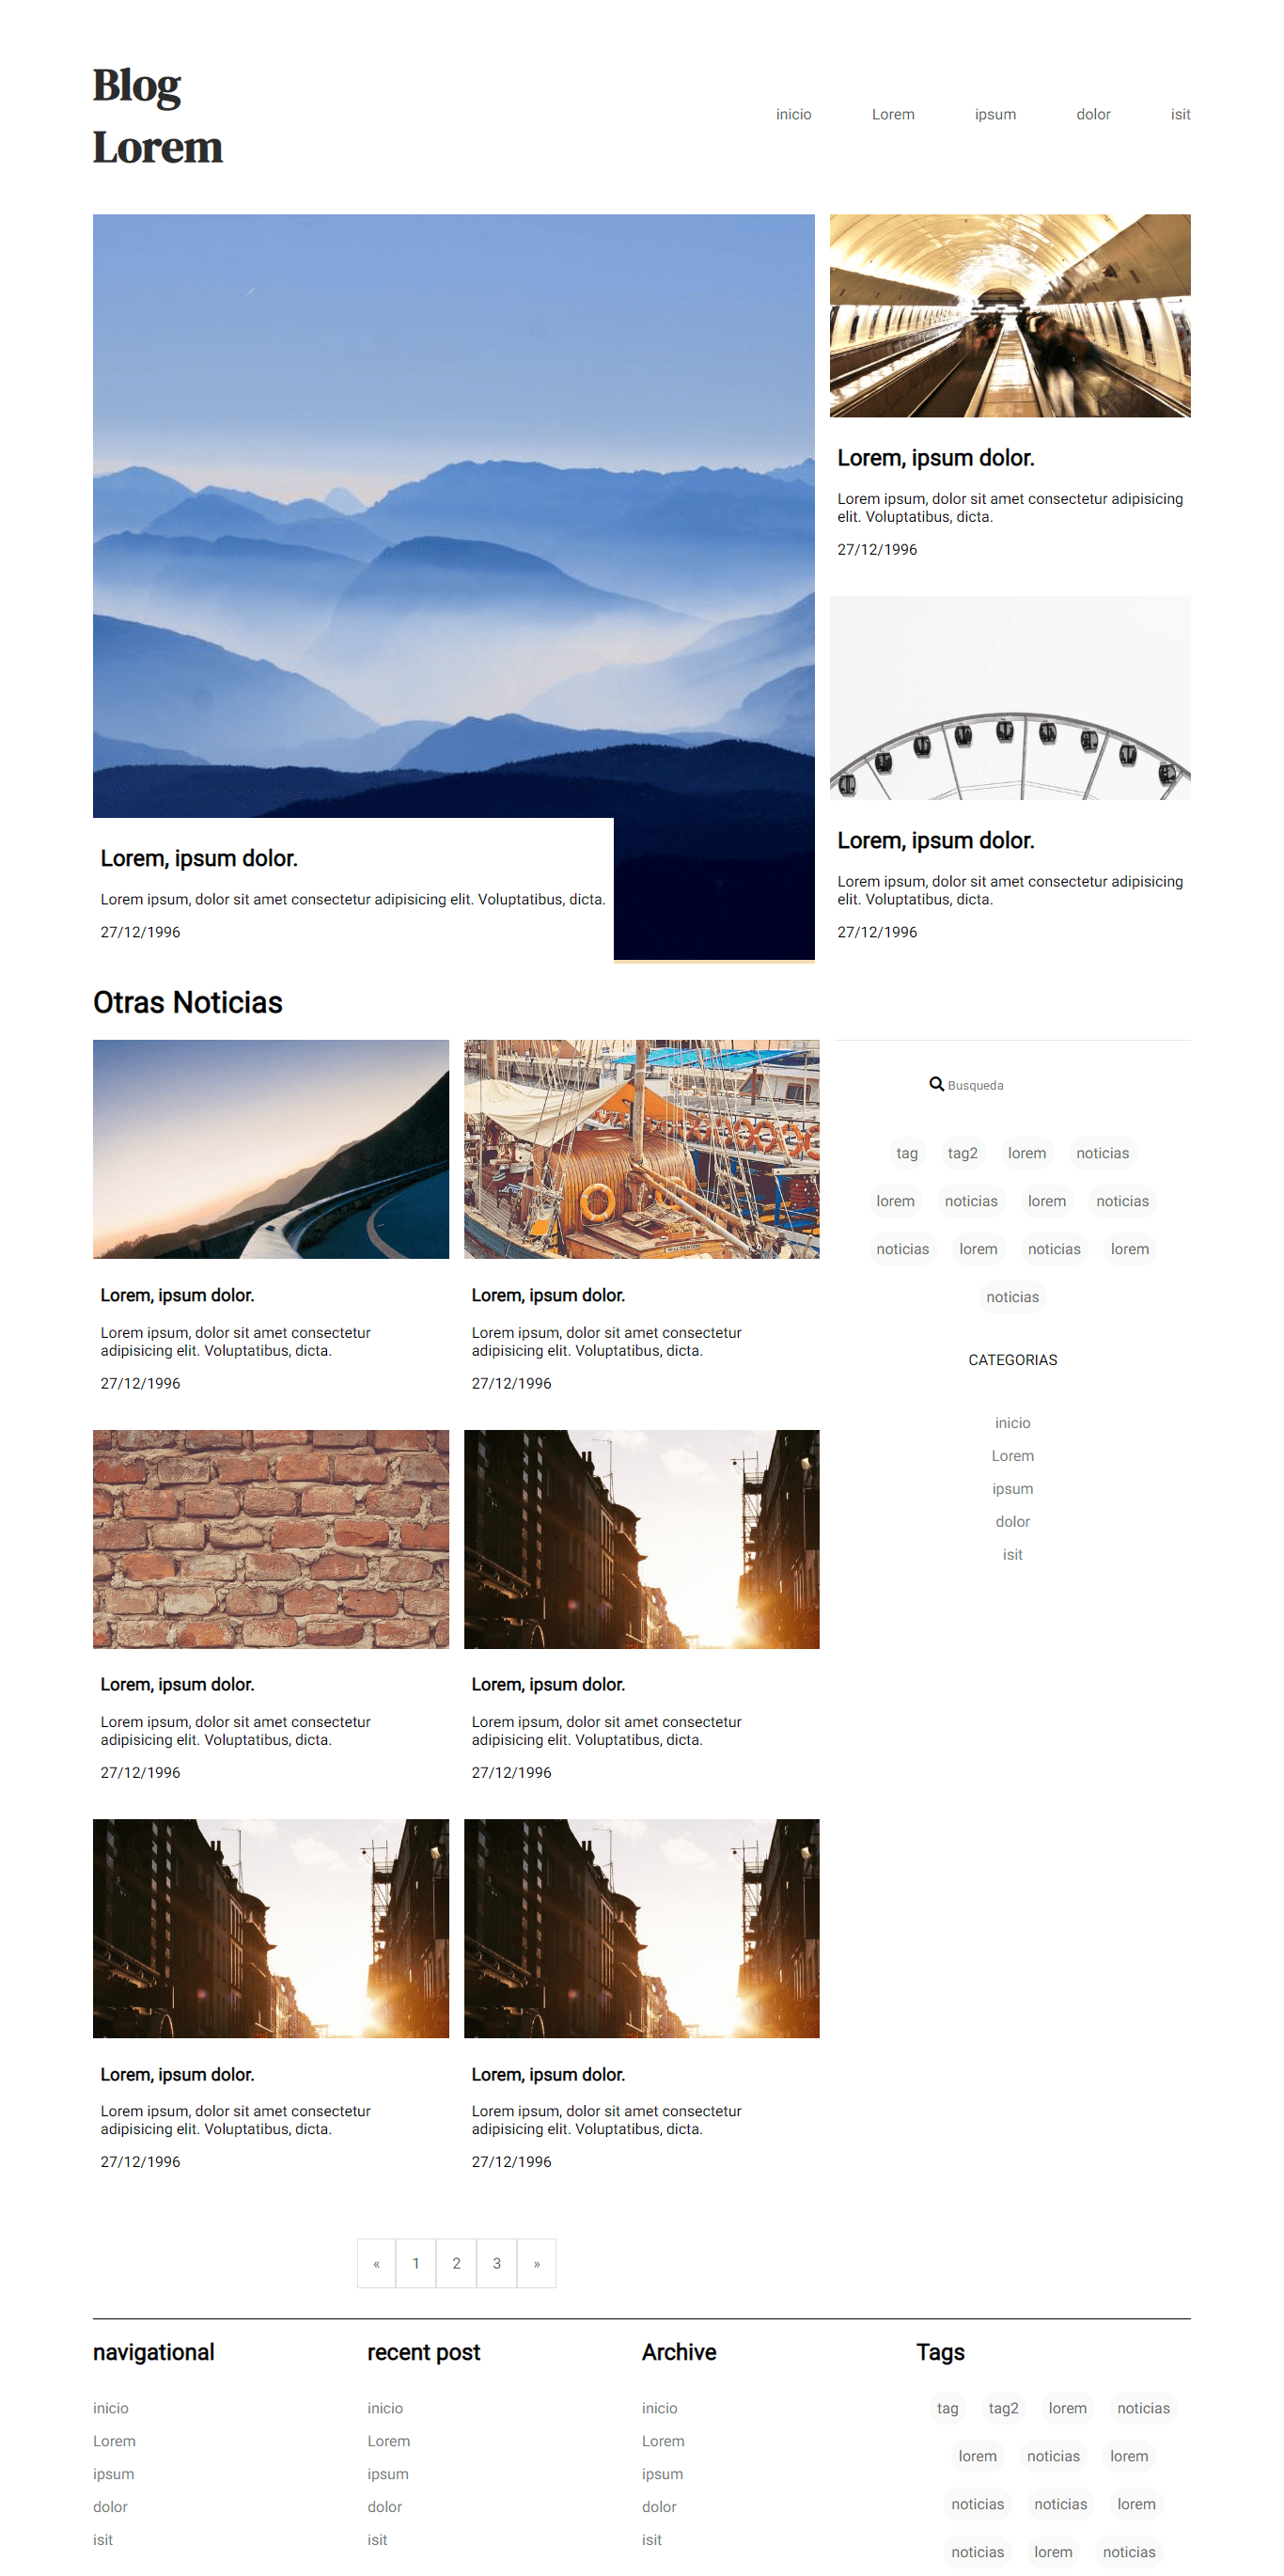 Blog
Lorem
inicio Lorem ipsum dolor isit
Lorem, ipsum dolor.
Lorem ipsum, dolor sit amet consectetur adipisicing
elit. Voluptatibus, dicta.
27/12/1996
Lorem, ipsum dolor.
Lorem ipsum, dolor sit amet consectetur adipisicing
elit. Voluptatibus, dicta.
27/12/1996
Lorem, ipsum dolor.
Lorem ipsum, dolor sit amet consectetur adipisicing elit. Voluptatibus, dicta.
27/12/1996
Otras Noticias
Lorem, ipsum dolor.
Lorem ipsum, dolor sit amet consectetur
adipisicing elit. Voluptatibus, dicta.
27/12/1996
Lorem, ipsum dolor.
Lorem ipsum, dolor sit amet consectetur
adipisicing elit. Voluptatibus, dicta.
27/12/1996
Lorem, ipsum dolor.
Lorem ipsum, dolor sit amet consectetur
adipisicing elit. Voluptatibus, dicta.
27/12/1996
Lorem, ipsum dolor.
Lorem ipsum, dolor sit amet consectetur
adipisicing elit. Voluptatibus, dicta.
27/12/1996
Lorem, ipsum dolor.
Lorem ipsum, dolor sit amet consectetur
adipisicing elit. Voluptatibus, dicta.
27/12/1996
Lorem, ipsum dolor.
Lorem ipsum, dolor sit amet consectetur
adipisicing elit. Voluptatibus, dicta.
27/12/1996
Busqueda
tag tag2 lorem noticias
lorem noticias lorem noticias
noticias lorem noticias lorem
noticias
CATEGORIAS
inicio
Lorem
ipsum
dolor
isit
« 1 2 3 »
navigational
inicio
Lorem
ipsum
dolor
isit
recent post
inicio
Lorem
ipsum
dolor
isit
Archive
inicio
Lorem
ipsum
dolor
isit
Tags
tag tag2 lorem noticias
lorem noticias lorem
noticias noticias lorem
noticias lorem noticias